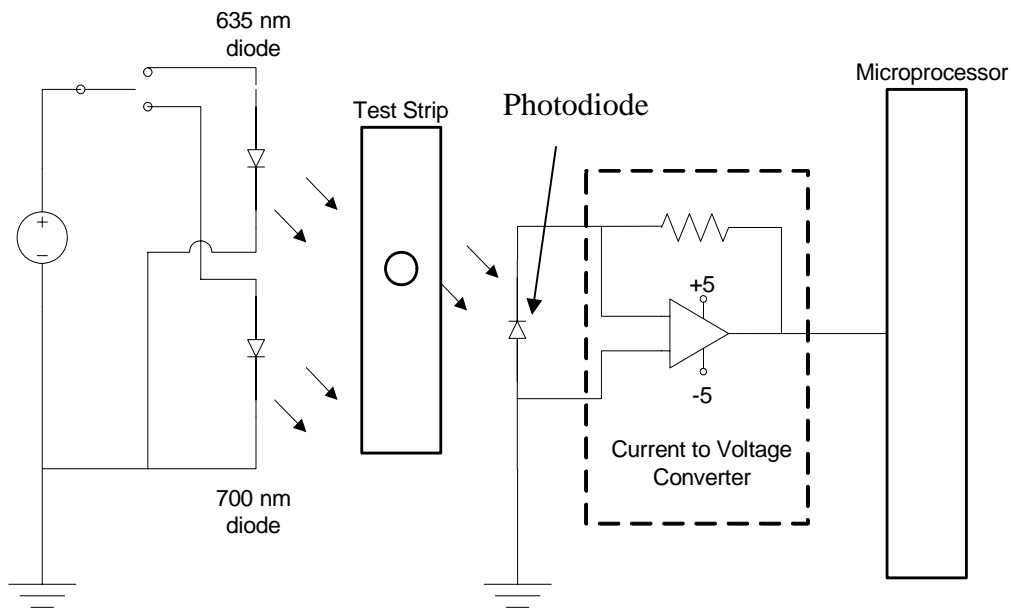 635 nm
diode
Microprocessor
Test Strip
Photodiode
+
−
+5
-5
Current to Voltage
Converter
700 nm
diode